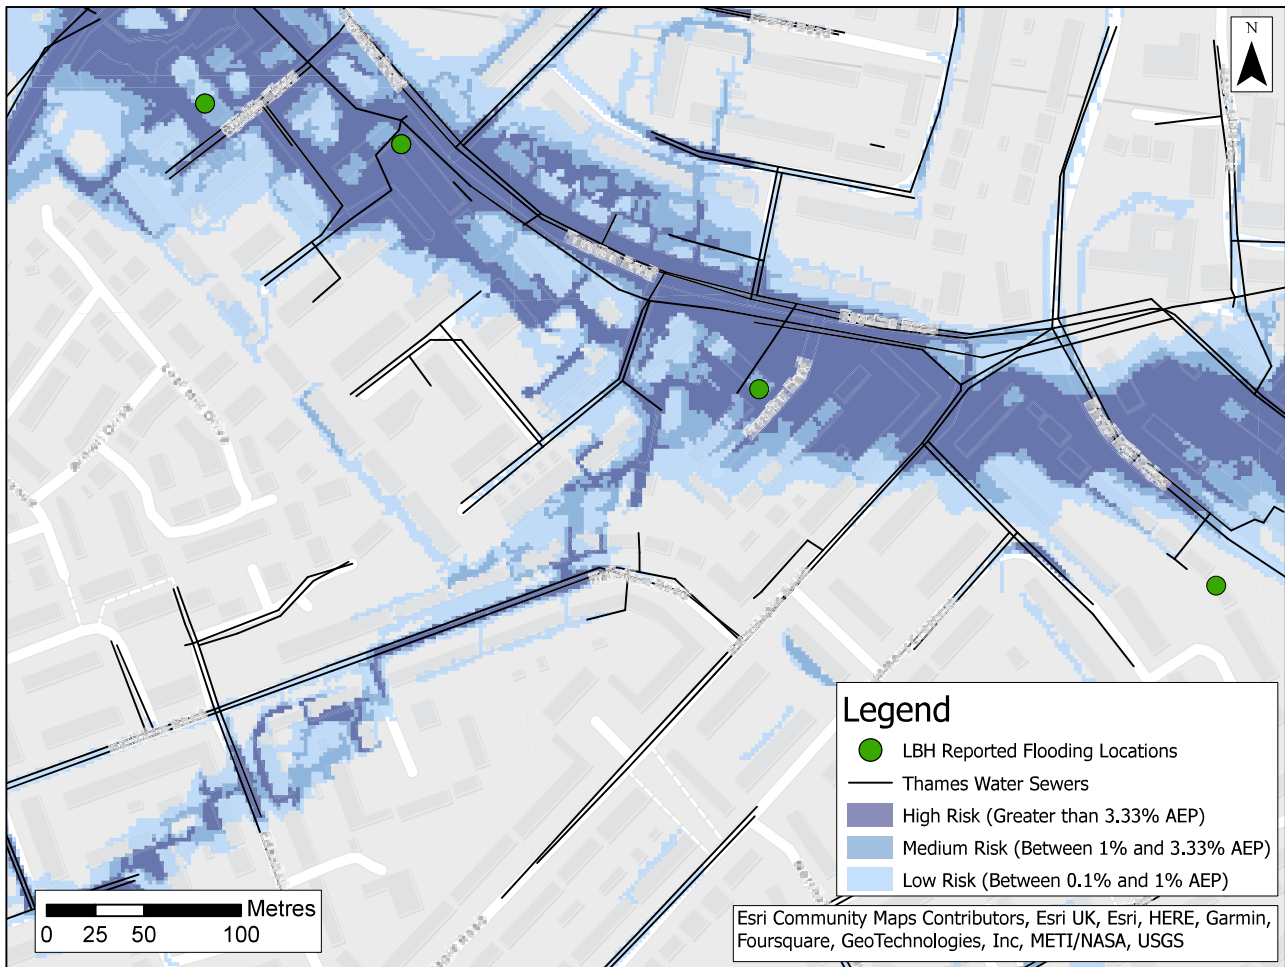 N
Legend
LBH Reported Flooding Locations
Thames Water Sewers
High Risk (Greater than 3.33% AEP)
Medium Risk (Between 1% and 3.33% AEP)
Low Risk (Between 0.1% and 1% AEP)
Metres
0 25 50 100
Esri Community Maps Contributors, Esri UK, Esri, HERE, Garmin,
Foursquare, GeoTechnologies, Inc, METI/NASA, USGS